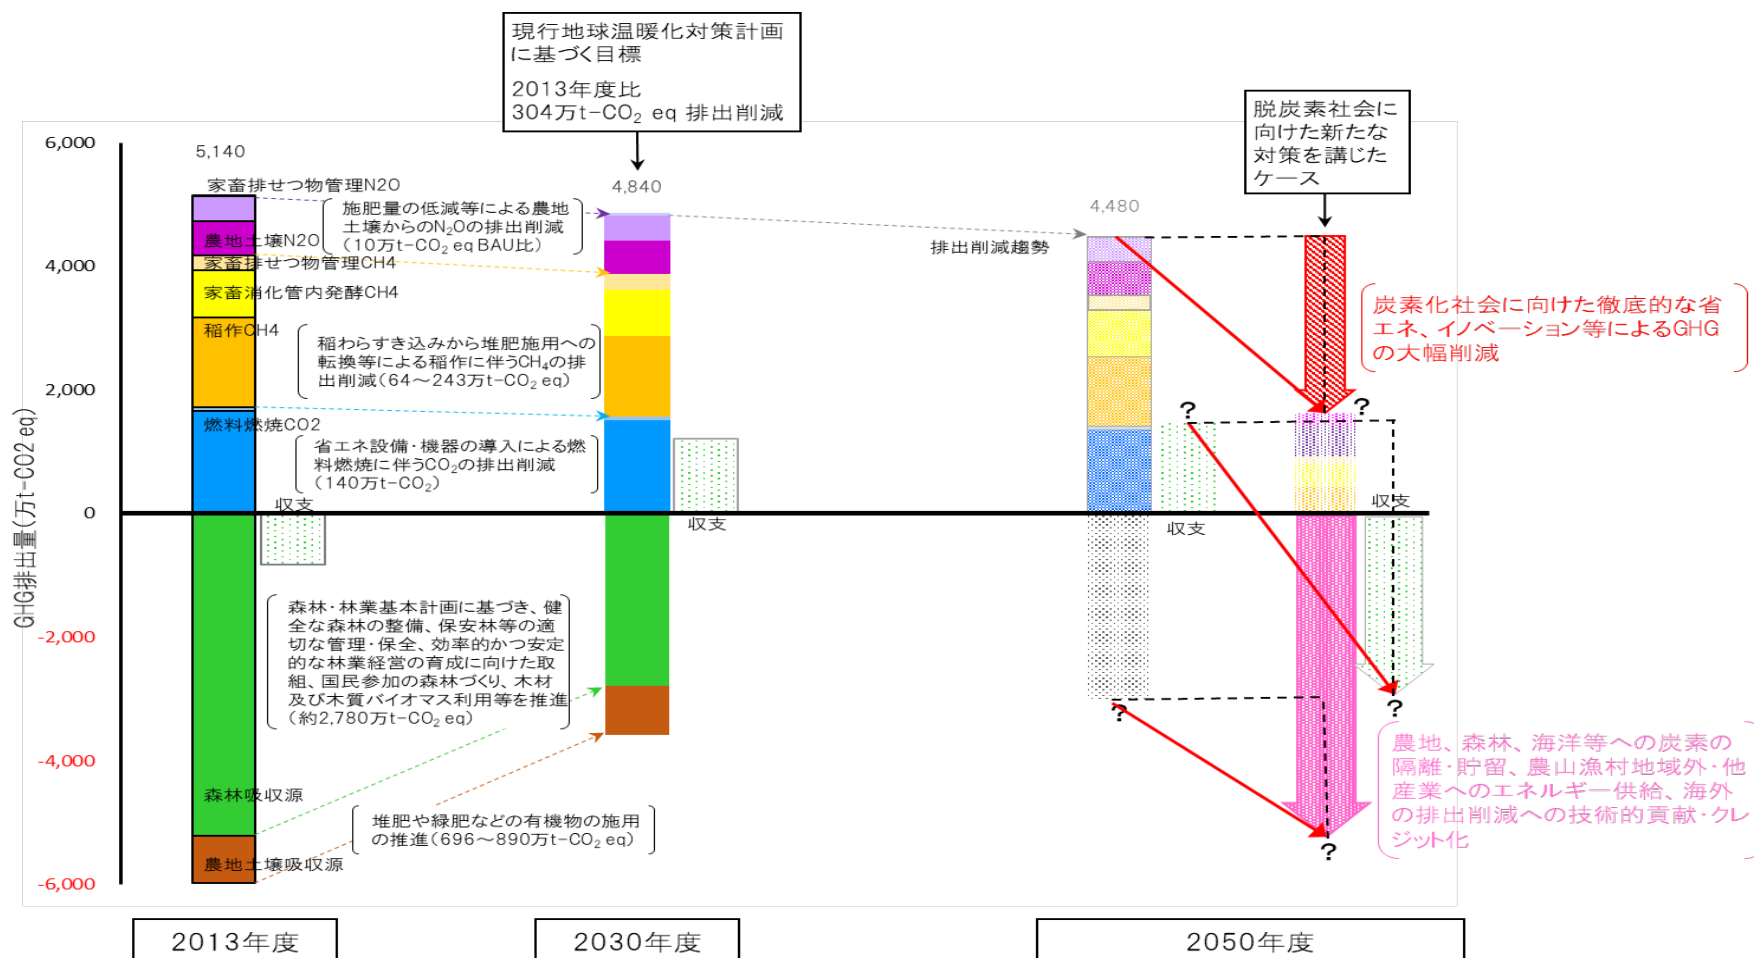 現行地球温暖化対策計画
に基づく目標
2013年度比
304万t-CO₂ eq 排出削減
脱炭素社会に
向けた新たな
対策を講じた
ケース
GHG排出量(万t-CO2 eq)
6,000
4,000
2,000
0
-2,000
-4,000
-6,000
5,140
家畜排せつ物管理N2O
農地土壌N2O
家畜排せつ物管理CH4
家畜消化管内発酵CH4
稲作CH4
燃料燃焼CO2
収支
森林吸収源
農地土壌吸収源
施肥量の低減等による農地
土壌からのN₂Oの排出削減
(10万t-CO₂ eq BAU比)
稲わらすき込みから堆肥施用への
転換等による稲作に伴うCH₄の排
出削減(64～243万t-CO₂ eq)
省エネ設備・機器の導入による燃
料燃焼に伴うCO₂の排出削減
(140万t-CO₂)
森林・林業基本計画に基づき、健
全な森林の整備、保安林等の適
切な管理・保全、効率的かつ安定
的な林業経営の育成に向けた取
組、国民参加の森林づくり、木材
及び木質バイオマス利用等を推進
(約2,780万t-CO₂ eq)
堆肥や緑肥などの有機物の施用
の推進(696～890万t-CO₂ eq)
4,840
収支
排出削減趨勢
4,480
収支
?
?
?
収支
?
?
炭素化社会に向けた徹底的な省
エネ、イノベーション等によるGHG
の大幅削減
農地、森林、海洋等への炭素の
隔離・貯留、農山漁村地域外・他
産業へのエネルギー供給、海外
の排出削減への技術的貢献・クレ
ジット化
2013年度
2030年度
2050年度